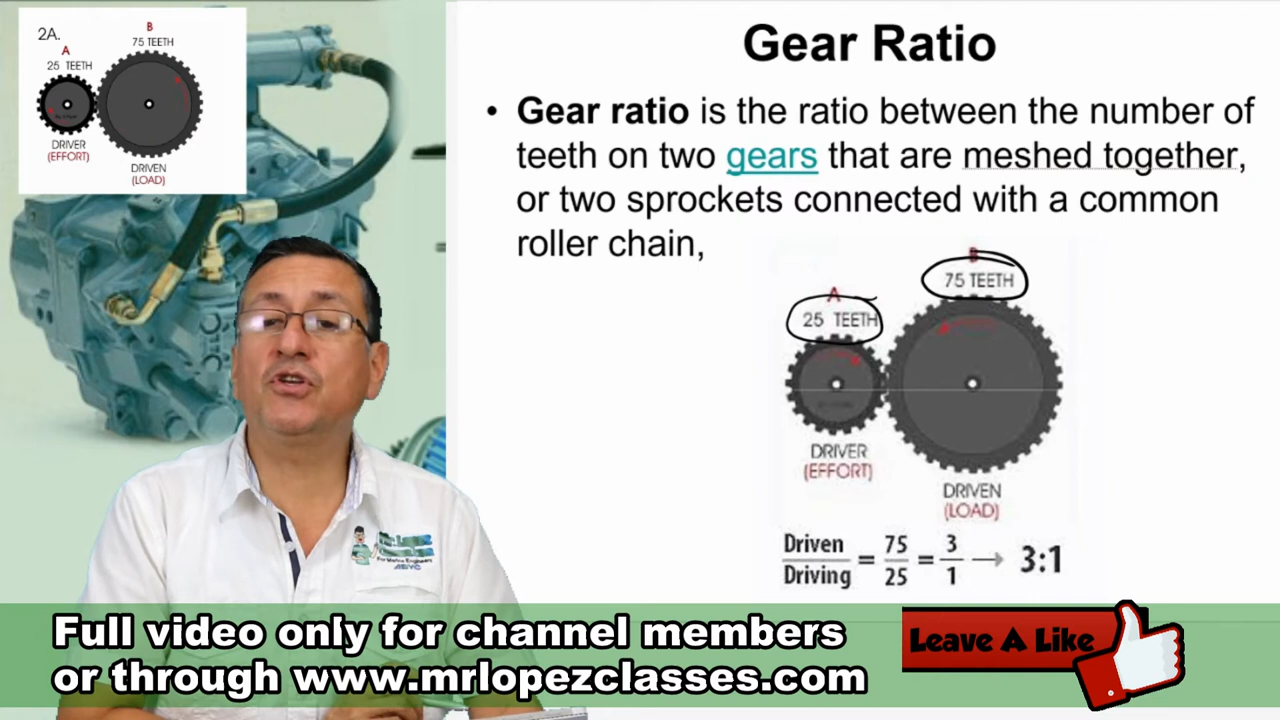 2A.
A
25 TEETH
B
75 TEETH
DRIVER
(EFFORT)
DRIVEN
(LOAD)
Gear Ratio
• Gear ratio is the ratio between the number of
teeth on two gears that are meshed together,
or two sprockets connected with a common
roller chain,
A
25 TEETH
B
75 TEETH
DRIVER
(EFFORT)
DRIVEN
(LOAD)
Driven
Driving
= 75/25 = 3/1 → 3:1
For Marine Engineers
Full video only for channel members
or through www.mrlopezclasses.com
Leave A Like